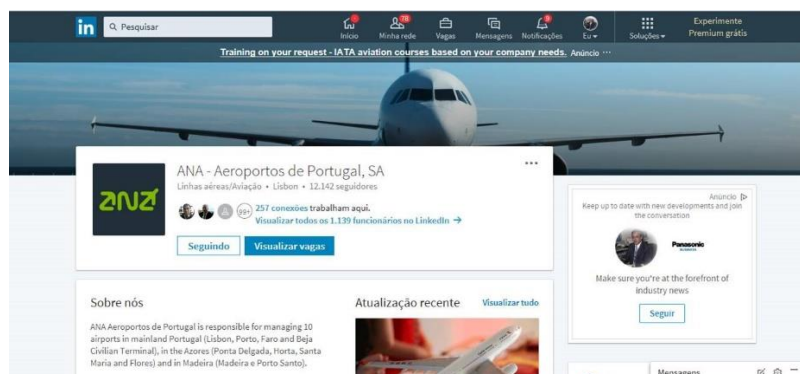 in Pesquisar
78 9
Início Minha rede Vagas Mensagens Notificações Eu Soluções Experimente Premium grátis
Training on your request - IATA aviation courses based on your company needs. Anúncio ...
ana
ANA - Aeroportos de Portugal, SA
Linhas aéreas/Aviação • Lisbon • 12.142 seguidores
99+ 257 conexões trabalham aqui.
Visualizar todos os 1.139 funcionários no LinkedIn →
Seguindo Visualizar vagas
Anúncio
Keep up to date with new developments and join
the conversation
Panasonic
Make sure you're at the forefront of
industry news
Seguir
Sobre nós
ANA Aeroportos de Portugal is responsible for managing 10
airports in mainland Portugal (Lisbon, Porto, Faro and Beja
Civilian Terminal), in the Azores (Ponta Delgada, Horta, Santa
Maria and Flores) and in Madeira (Madeira e Porto Santo).
Atualização recente Visualizar tudo
Mensagens